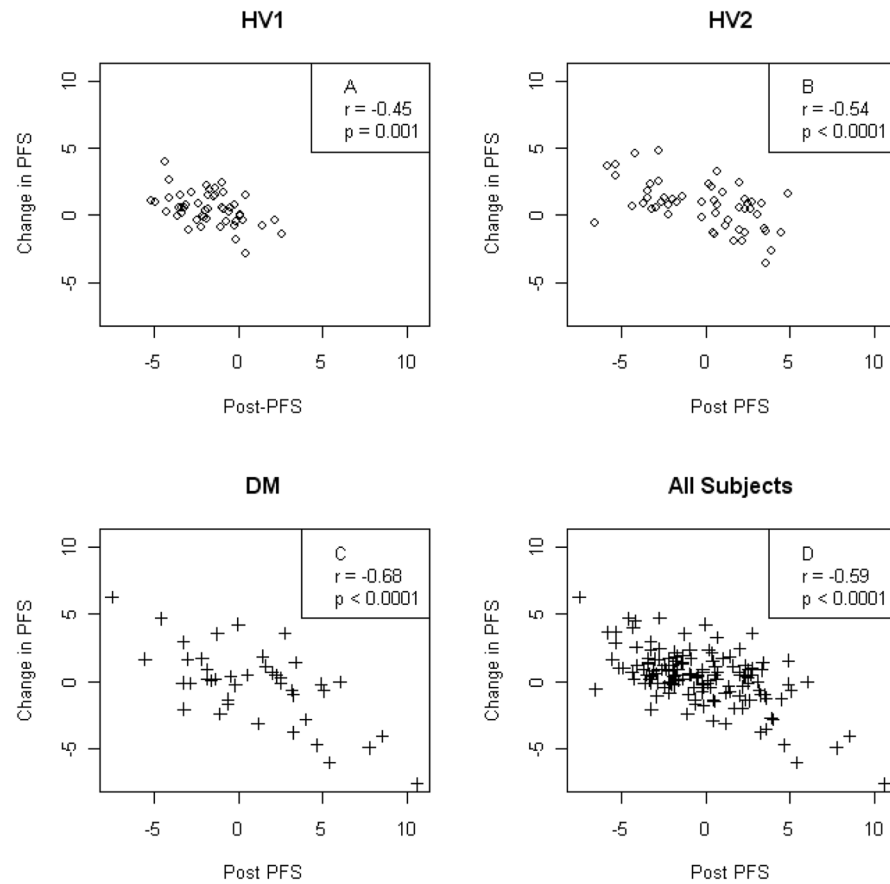 HV1
A
r = -0.45
p = 0.001
Change in PFS
10
5
0
-5
-5 0 5 10
Post-PFS
HV2
B
r = -0.54
p < 0.0001
Change in PFS
10
5
0
-5
-5 0 5 10
Post PFS
DM
C
r = -0.68
p < 0.0001
Change in PFS
10
5
0
-5
-5 0 5 10
Post PFS
All Subjects
D
r = -0.59
p < 0.0001
Change in PFS
10
5
0
-5
-5 0 5 10
Post PFS